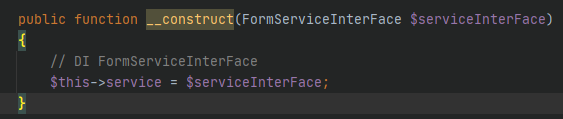 public function __construct(FormServiceInterFace $serviceInterFace)
{
// DI FormServiceInterFace
$this->service = $serviceInterFace;
}